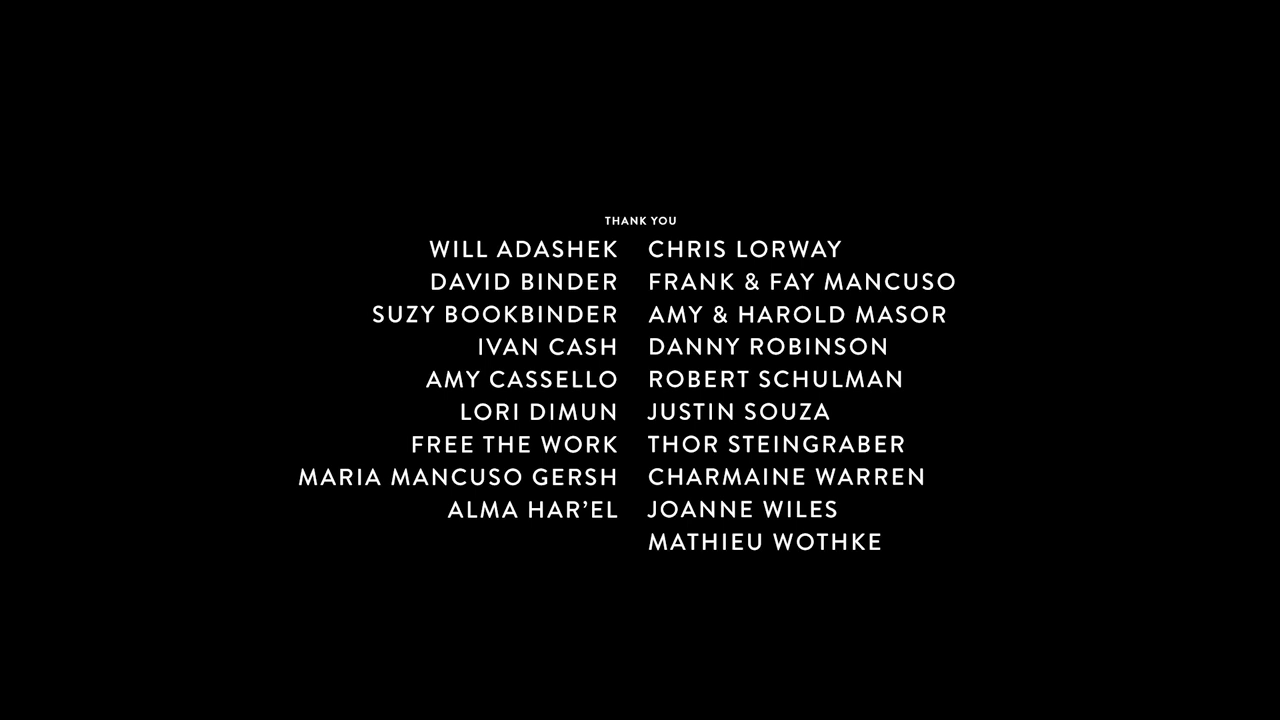 THANK YOU
WILL ADASHEK
DAVID BINDER
SUZY BOOKBINDER
IVAN CASH
AMY CASSELLO
LORI DIMUN
FREE THE WORK
MARIA MANCUSO GERSH
ALMA HAR’EL
CHRIS LORWAY
FRANK & FAY MANCUSO
AMY & HAROLD MASOR
DANNY ROBINSON
ROBERT SCHULMAN
JUSTIN SOUZA
THOR STEINGRABER
CHARMAINE WARREN
JOANNE WILES
MATHIEU WOTHKE